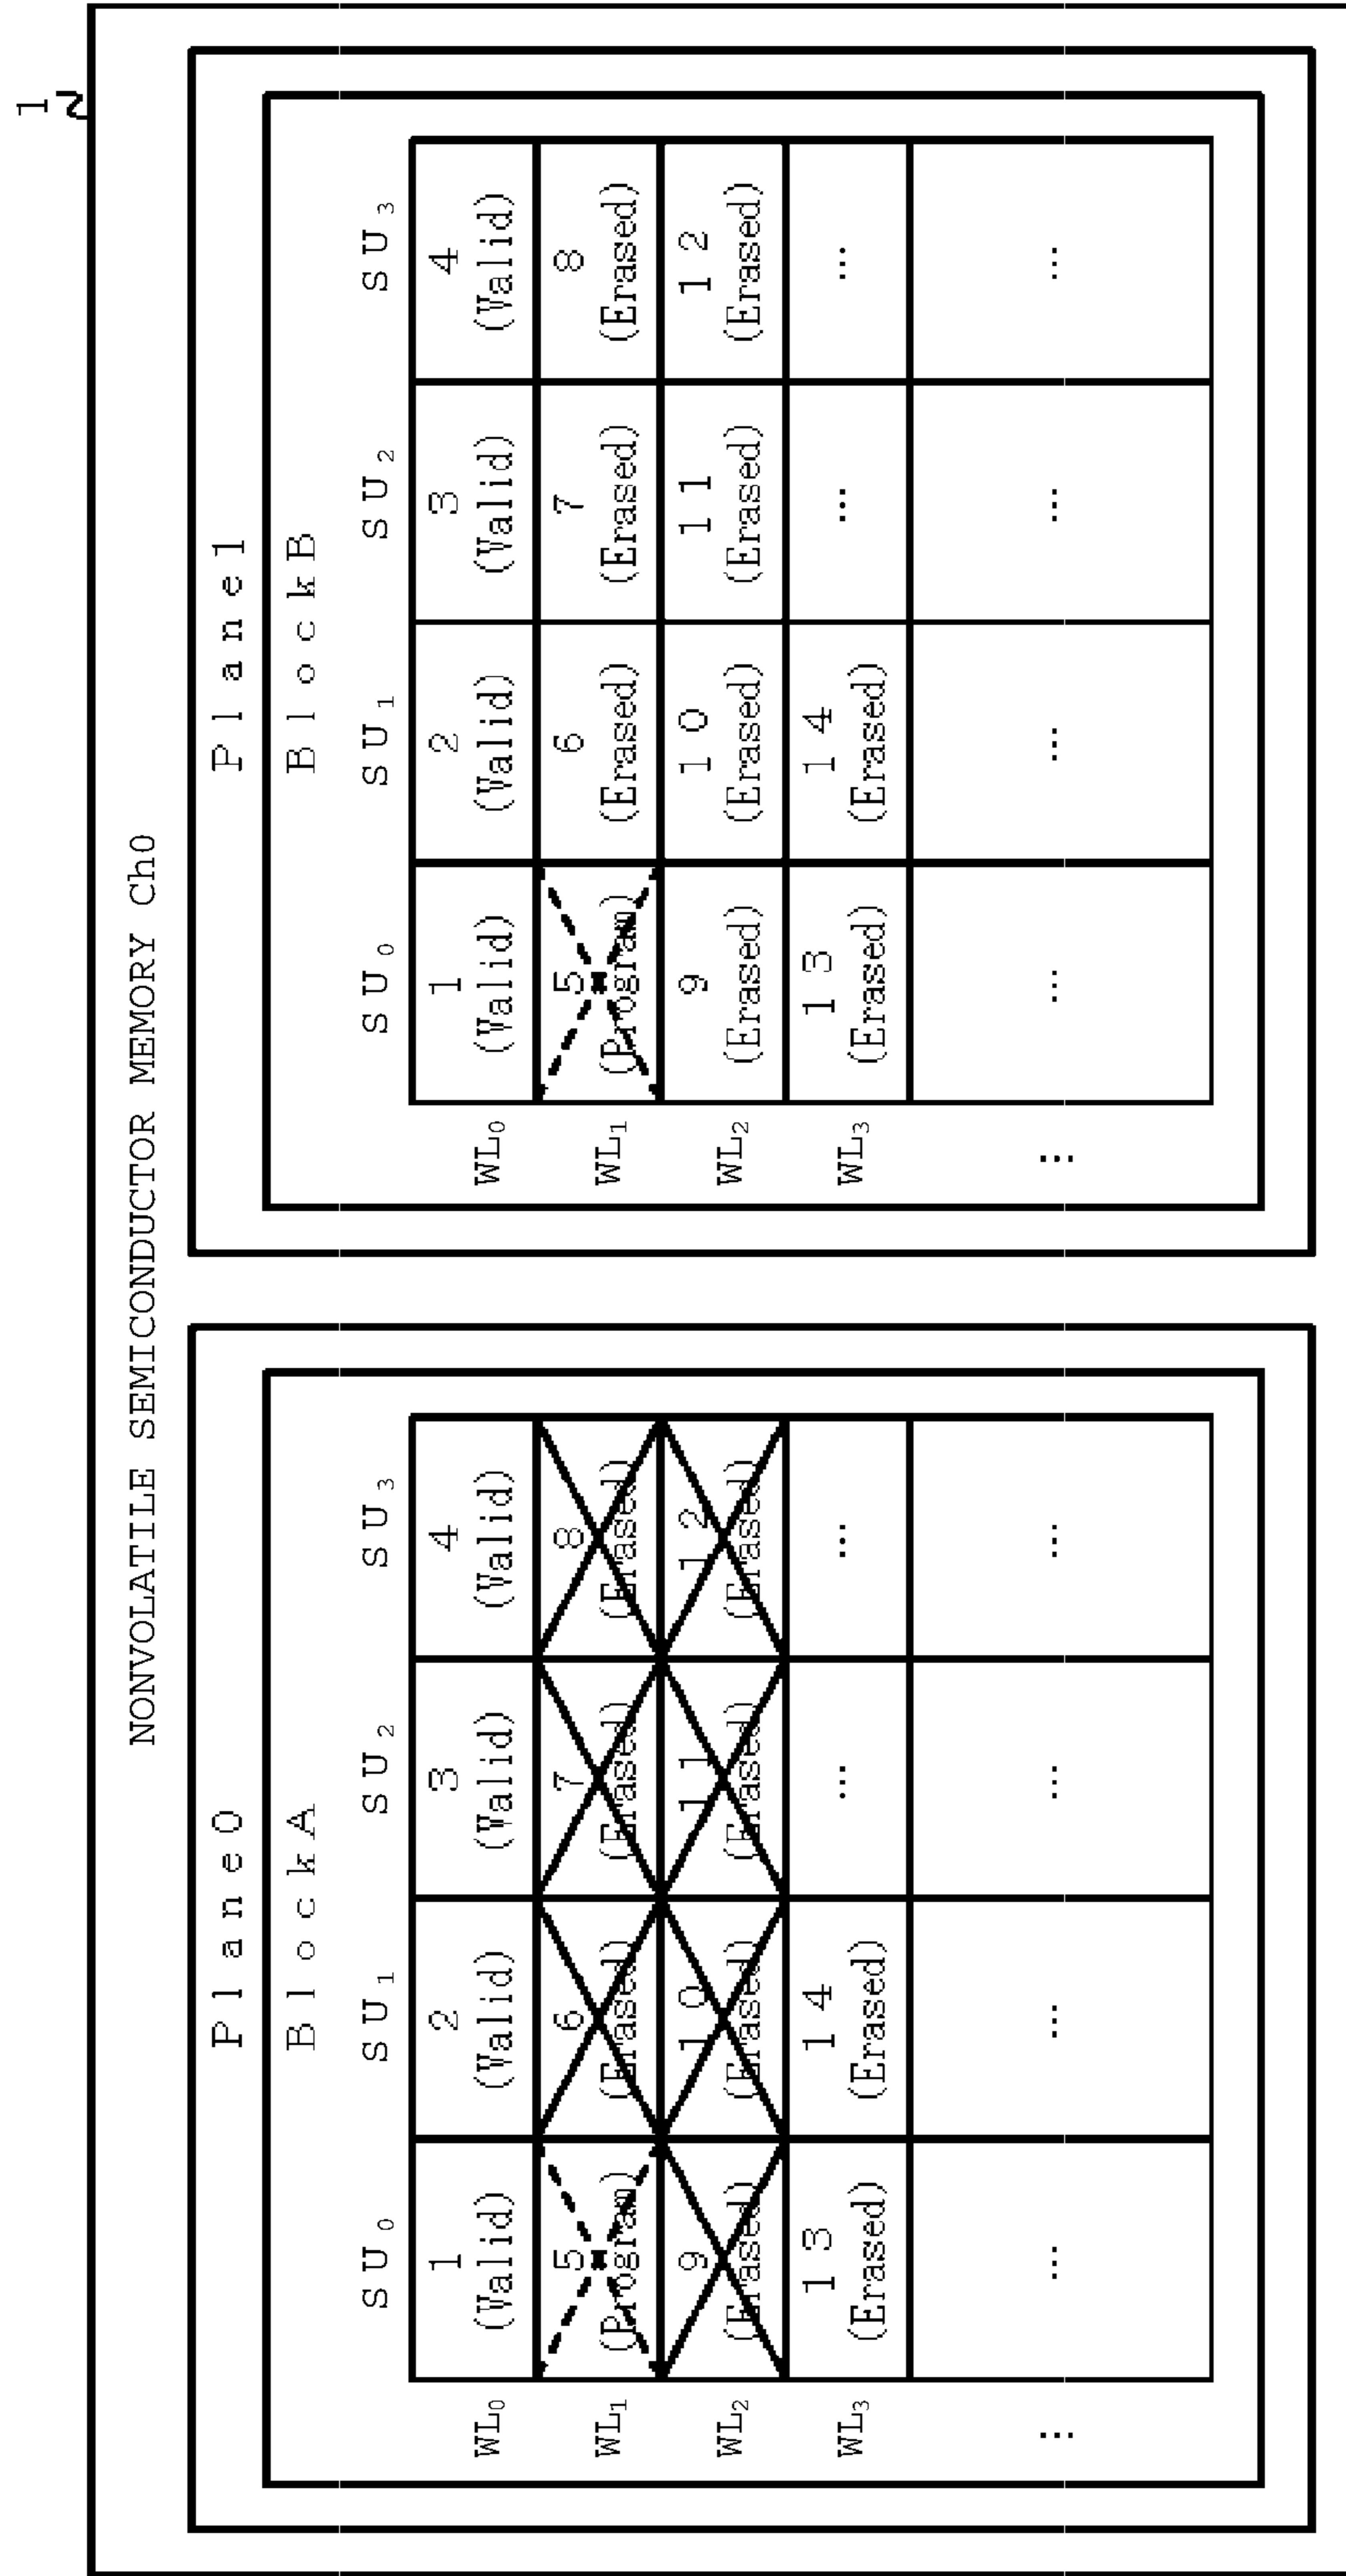 1
NONVOLATILE SEMICONDUCTOR MEMORY Ch0
Plane0
BlockA
SU0 SU1 SU2 SU3
WL0 1 (Valid) 2 (Valid) 3 (Valid) 4 (Valid)
WL1 5 (Program) 6 (Erased) 7 (Erased) 8 (Erased)
WL2 9 (Erased) 10 (Erased) 11 (Erased) 12 (Erased)
WL3 13 (Erased) 14 (Erased) ... ...
... ... ... ... ...
Plane1
BlockB
SU0 SU1 SU2 SU3
WL0 1 (Valid) 2 (Valid) 3 (Valid) 4 (Valid)
WL1 5 (Program) 6 (Erased) 7 (Erased) 8 (Erased)
WL2 9 (Erased) 10 (Erased) 11 (Erased) 12 (Erased)
WL3 13 (Erased) 14 (Erased) ... ...
... ... ... ... ...